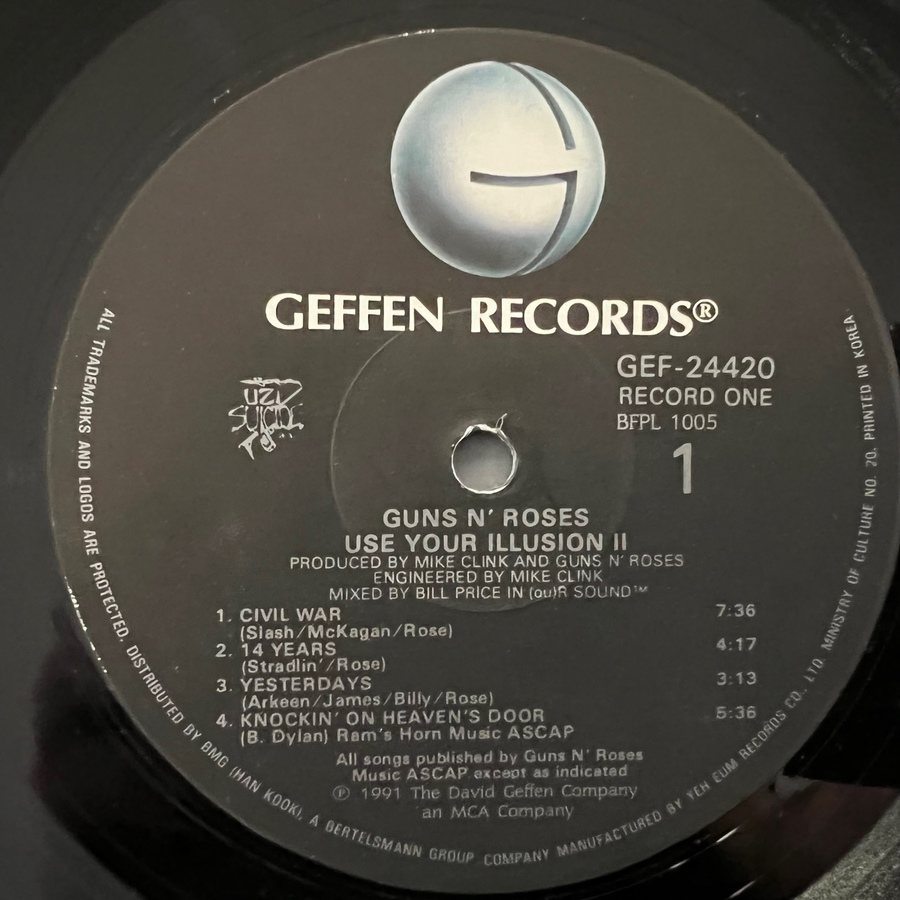 GEFFEN RECORDS®
UZI
SUICIDE
GEF-24420
RECORD ONE
BFPL 1005
1
GUNS N' ROSES
USE YOUR ILLUSION II
PRODUCED BY MIKE CLINK AND GUNS N' ROSES
ENGINEERED BY MIKE CLINK
MIXED BY BILL PRICE IN (ou)R SOUND™
1. CIVIL WAR 7:36
(Slash/McKagan/Rose)
2. 14 YEARS 4:17
(Stradlin'/Rose)
3. YESTERDAYS 3:13
(Arkeen/James/Billy/Rose)
4. KNOCKIN' ON HEAVEN'S DOOR 5:36
(B. Dylan) Ram's Horn Music ASCAP
All songs published by Guns N' Roses
Music ASCAP except as indicated
℗ 1991 The David Geffen Company
an MCA Company
ALL TRADEMARKS AND LOGOS ARE PROTECTED. DISTRIBUTED BY BMG (HAN KOOK), A BERTELSMANN GROUP COMPANY MANUFACTURED BY YEH EUM RECORDS CO., LTD. MINISTRY OF CULTURE NO. 20. PRINTED IN KOREA